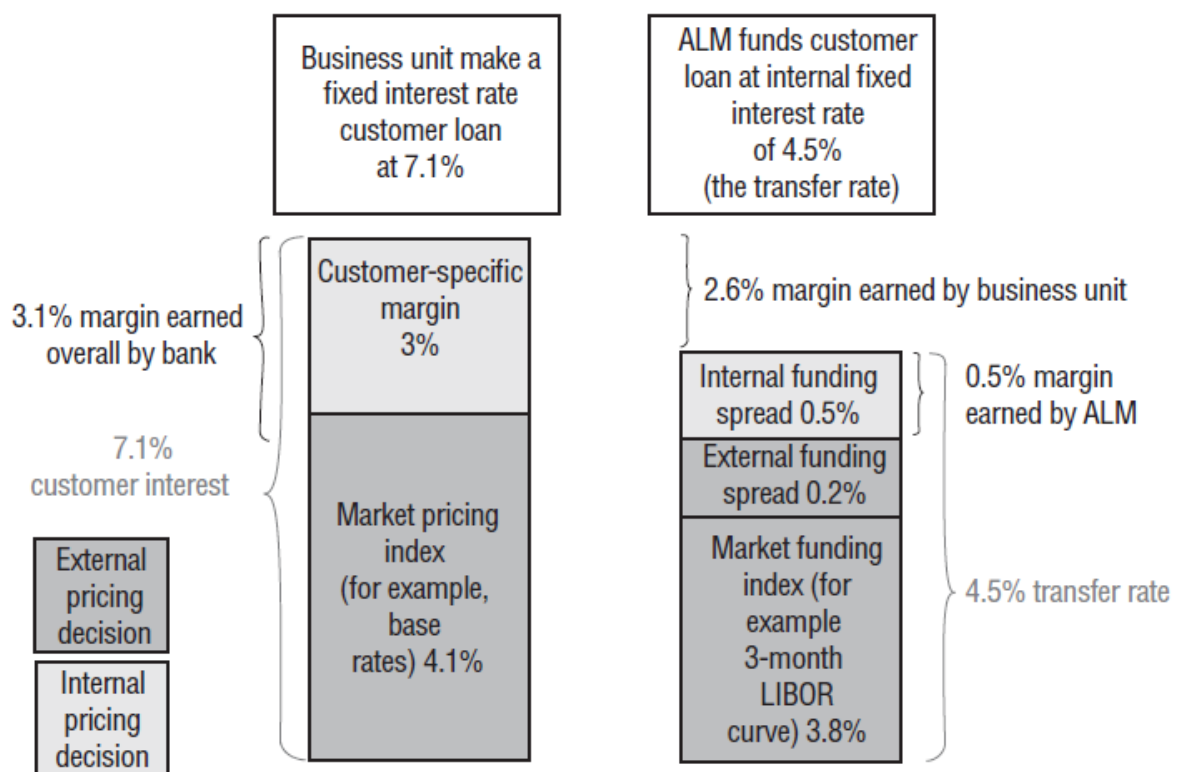 Business unit make a
fixed interest rate
customer loan
at 7.1%
ALM funds customer
loan at internal fixed
interest rate
of 4.5%
(the transfer rate)
3.1% margin earned
overall by bank
7.1%
customer interest
Customer-specific
margin
3%
Market pricing
index
(for example,
base
rates) 4.1%
2.6% margin earned by business unit
Internal funding
spread 0.5%
0.5% margin
earned by ALM
External funding
spread 0.2%
Market funding
index (for
example
3-month
LIBOR
curve) 3.8%
4.5% transfer rate
External
pricing
decision
Internal
pricing
decision